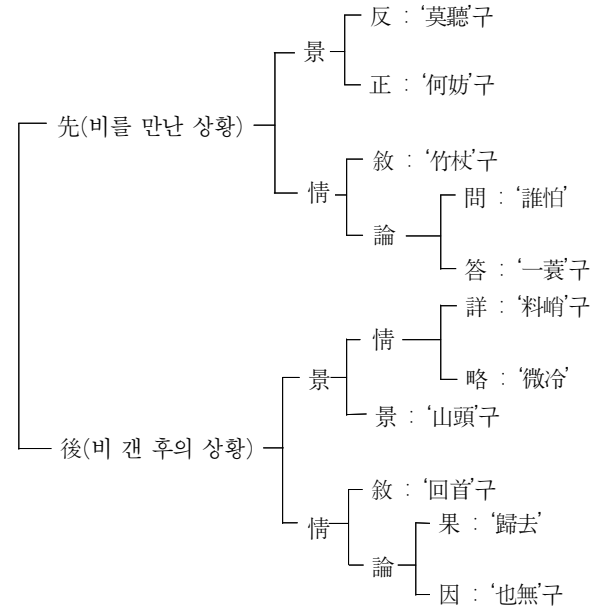 反 : ‘莫聽’구
景
正 : ‘何妨’구
先(비를 만난 상황)
敘 : ‘竹杖’구
情
問 : ‘誰怕’
論
答 : ‘一蓑’구
詳 : ‘料峭’구
情
景
略 : ‘微冷’
景 : ‘山頭’구
後(비 갠 후의 상황)
敘 : ‘回首’구
情
果 : ‘歸去’
論
因 : ‘也無’구